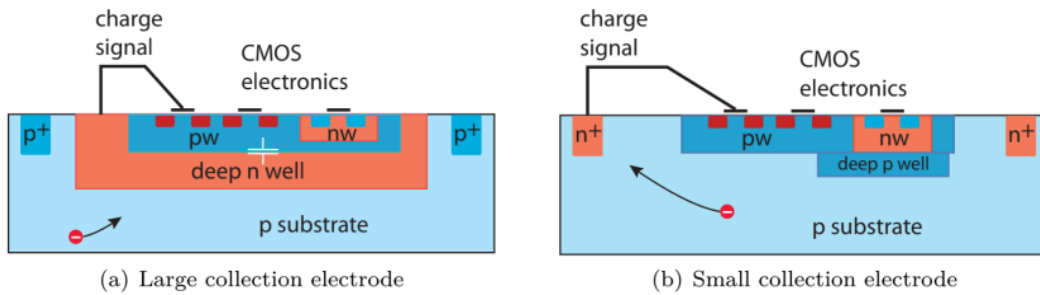 charge
signal
CMOS
electronics
p+
pw
nw
p+
deep n well
p substrate
(a) Large collection electrode
charge
signal
CMOS
electronics
n+
pw
nw
n+
deep p well
p substrate
(b) Small collection electrode